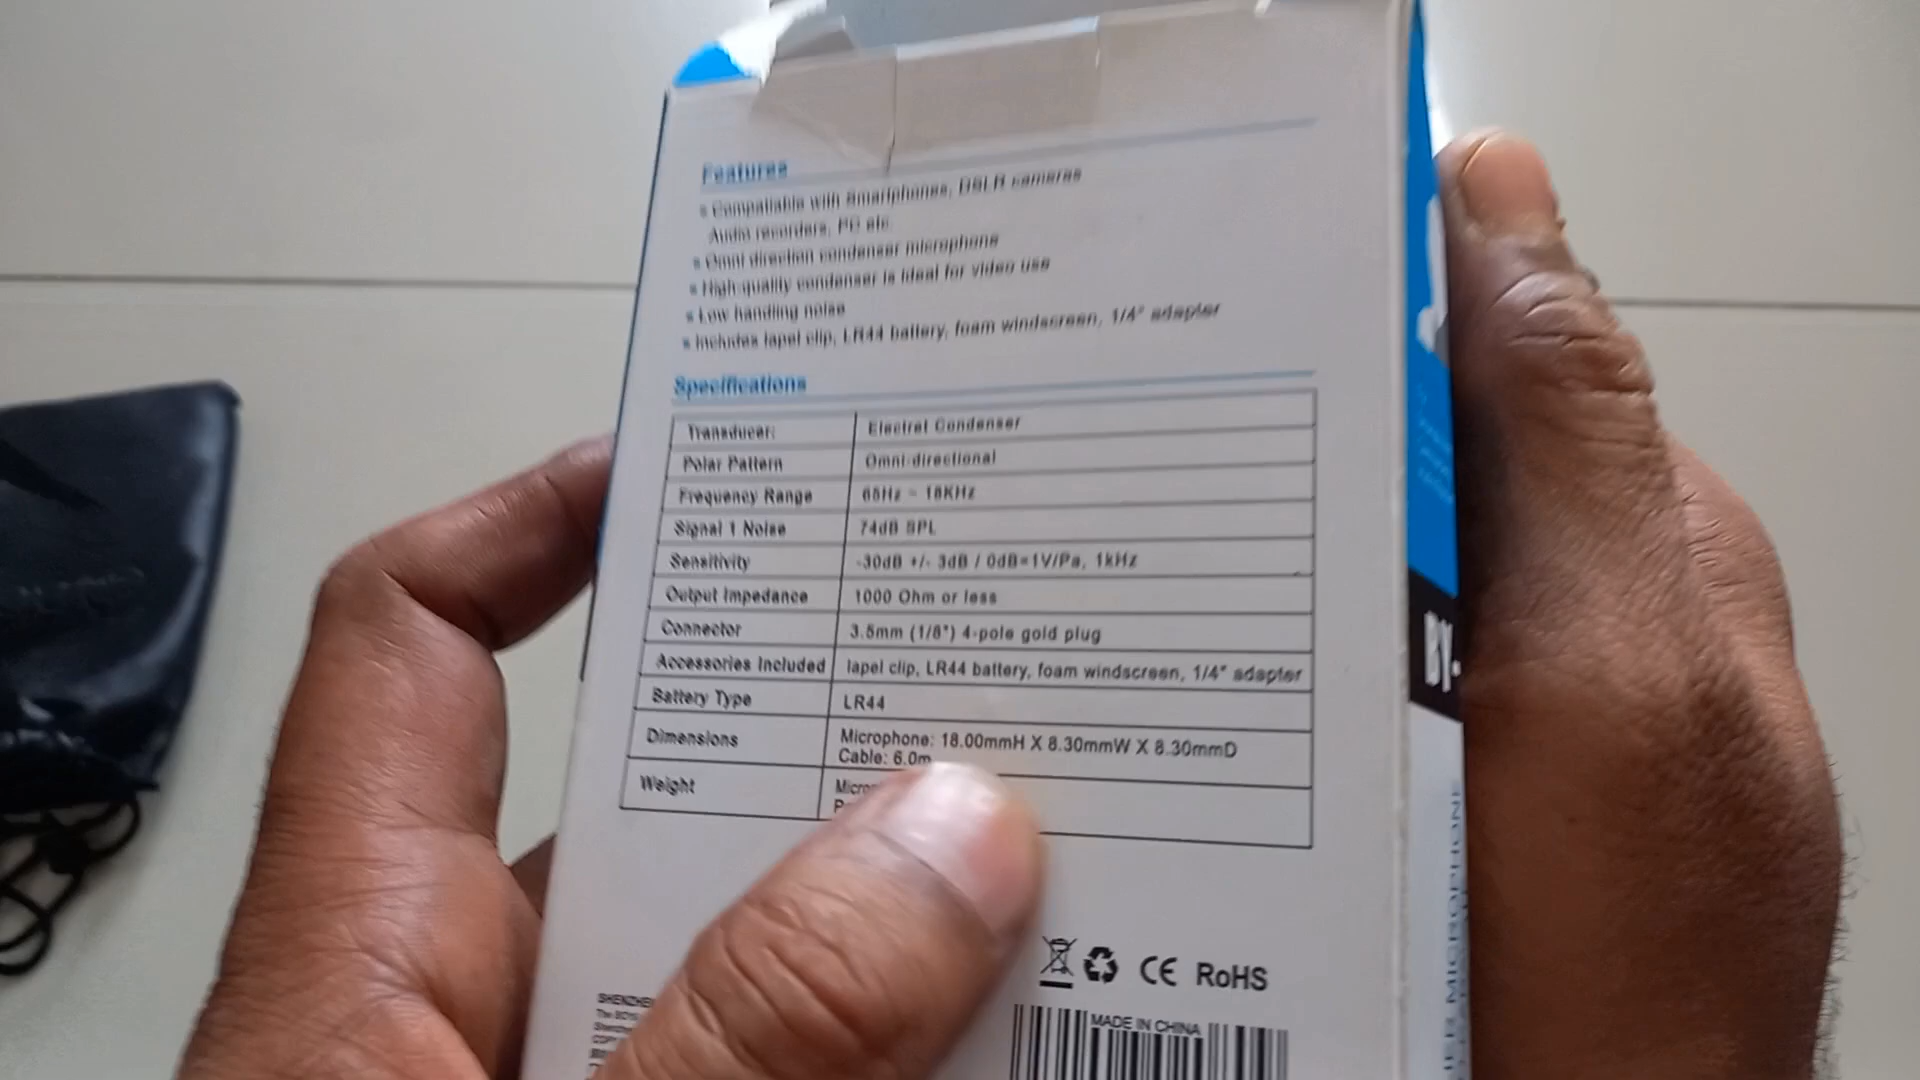 Features
Compatiable with Smartphones, DSLR cameras
Audio recorders, PC etc.
Omni direction condenser microphone
High-quality condenser is ideal for video use
Low handling noise
Includes lapel clip, LR44 battery, foam windscreen, 1/4" adapter
Specifications
Transducer: Electret Condenser
Polar Pattern Omni-directional
Frequency Range 65Hz ~ 18KHz
Signal 1 Noise 74dB SPL
Sensitivity -30dB +/- 3dB / 0dB=1V/Pa, 1kHz
Output Impedance 1000 Ohm or less
Connector 3.5mm (1/8") 4-pole gold plug
Accessories Included lapel clip, LR44 battery, foam windscreen, 1/4" adapter
Battery Type LR44
Dimensions Microphone: 18.00mmH X 8.30mmW X 8.30mmD
Cable: 6.0m
Weight
CE RoHS
MADE IN CHINA
BY-
MICROPHONE